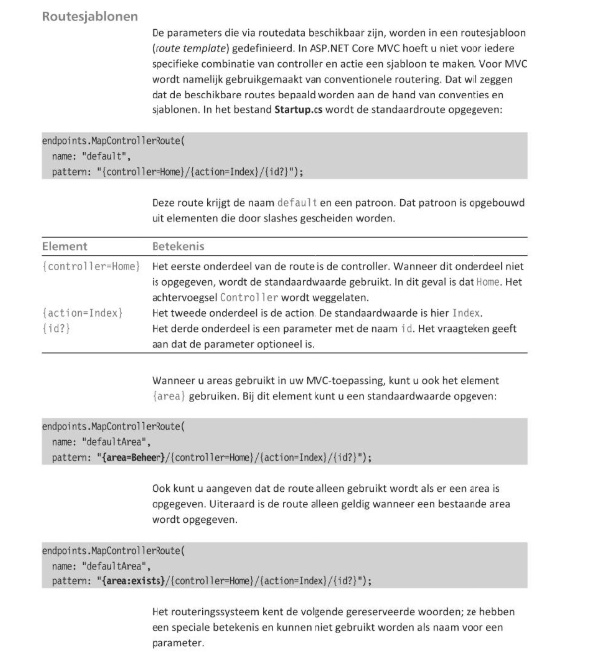 Routesjablonen
De parameters die via routedata beschikbaar zijn, worden in een routesjabloon
(route template) gedefinieerd. In ASP.NET Core MVC hoeft u niet voor iedere
specifieke combinatie van controller en actie een sjabloon te maken. Voor MVC
wordt namelijk gebruikgemaakt van conventionele routering. Dat wil zeggen
dat de beschikbare routes bepaald worden aan de hand van conventies en
sjablonen. In het bestand Startup.cs wordt de standaardroute opgegeven:
endpoints.MapControllerRoute(
name: "default",
pattern: "{controller=Home}/{action=Index}/{id?}");
Deze route krijgt de naam default en een patroon. Dat patroon is opgebouwd
uit elementen die door slashes gescheiden worden.
Element Betekenis
{controller=Home} Het eerste onderdeel van de route is de controller. Wanneer dit onderdeel niet
is opgegeven, wordt de standaardwaarde gebruikt. In dit geval is dat Home. Het
achtervoegsel Controller wordt weggelaten.
{action=Index} Het tweede onderdeel is de action. De standaardwaarde is hier Index.
{id?} Het derde onderdeel is een parameter met de naam id. Het vraagteken geeft
aan dat de parameter optioneel is.
Wanneer u areas gebruikt in uw MVC-toepassing, kunt u ook het element
{area} gebruiken. Bij dit element kunt u een standaardwaarde opgeven:
endpoints.MapControllerRoute(
name: "defaultArea",
pattern: "{area=Beheer}/{controller=Home}/{action=Index}/{id?}");
Ook kunt u aangeven dat de route alleen gebruikt wordt als er een area is
opgegeven. Uiteraard is de route alleen geldig wanneer een bestaande area
wordt opgegeven.
endpoints.MapControllerRoute(
name: "defaultArea",
pattern: "{area:exists}/{controller=Home}/{action=Index}/{id?}");
Het routeringssysteem kent de volgende gereserveerde woorden; ze hebben
een speciale betekenis en kunnen niet gebruikt worden als naam voor een
parameter.